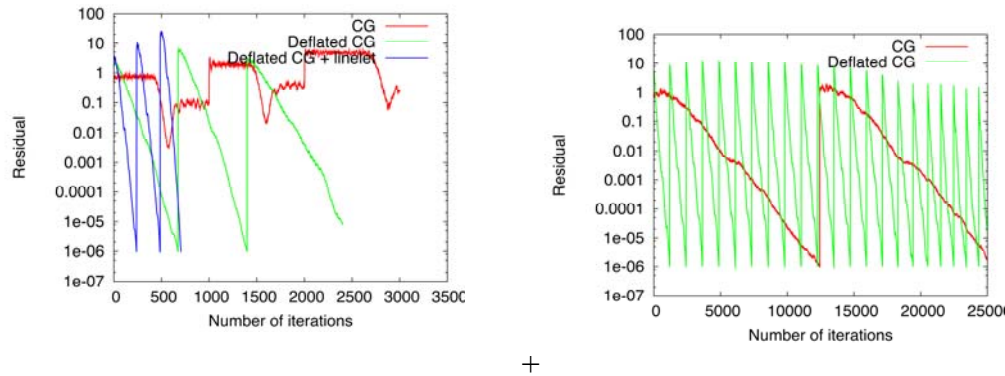 100
10
1
0.1
0.01
0.001
0.0001
1e-05
1e-06
1e-07
Residual
CG
Deflated CG
Deflated CG + linelet
0 500 1000 1500 2000 2500 3000 3500
Number of iterations
100
10
1
0.1
0.01
0.001
0.0001
1e-05
1e-06
1e-07
Residual
CG
Deflated CG
0 5000 10000 15000 20000 25000
Number of iterations
+